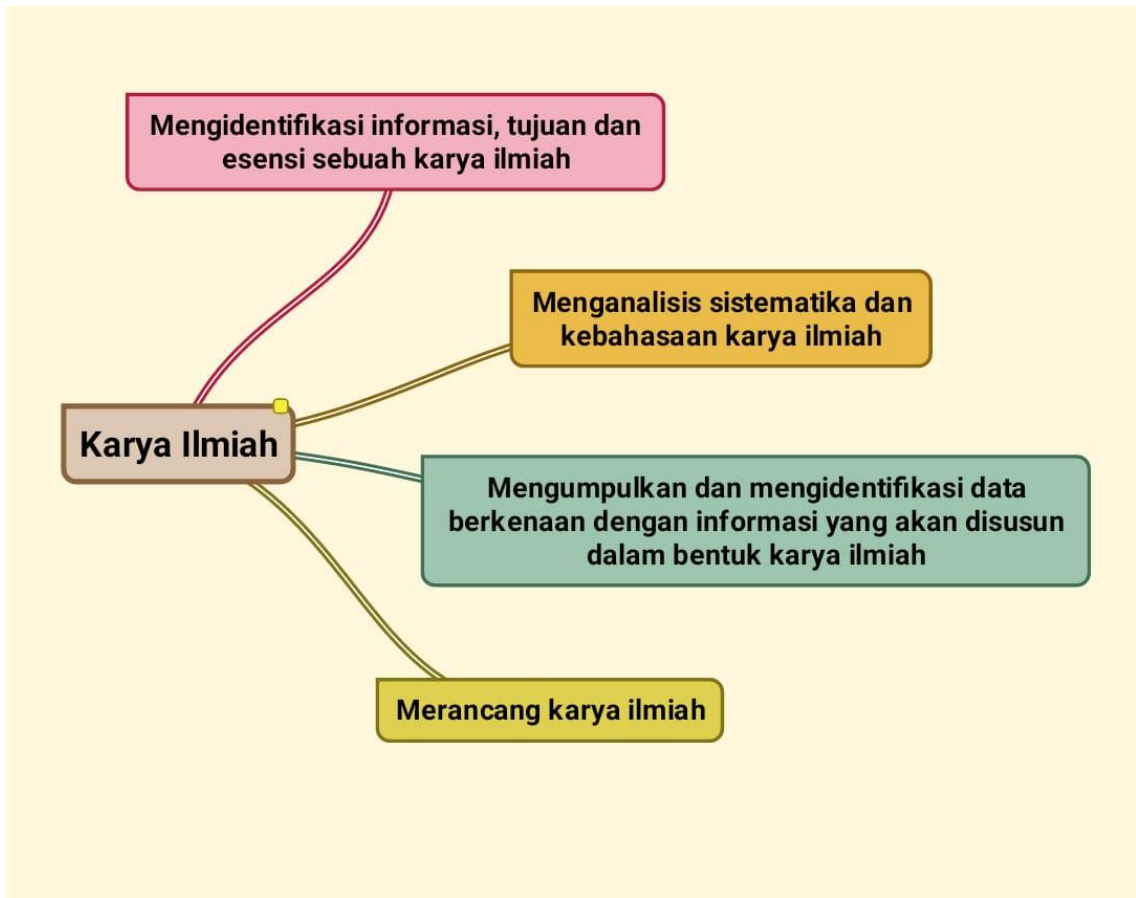 Mengidentifikasi informasi, tujuan dan
esensi sebuah karya ilmiah
Menganalisis sistematika dan
kebahasaan karya ilmiah
Karya Ilmiah
Mengumpulkan dan mengidentifikasi data
berkenaan dengan informasi yang akan disusun
dalam bentuk karya ilmiah
Merancang karya ilmiah